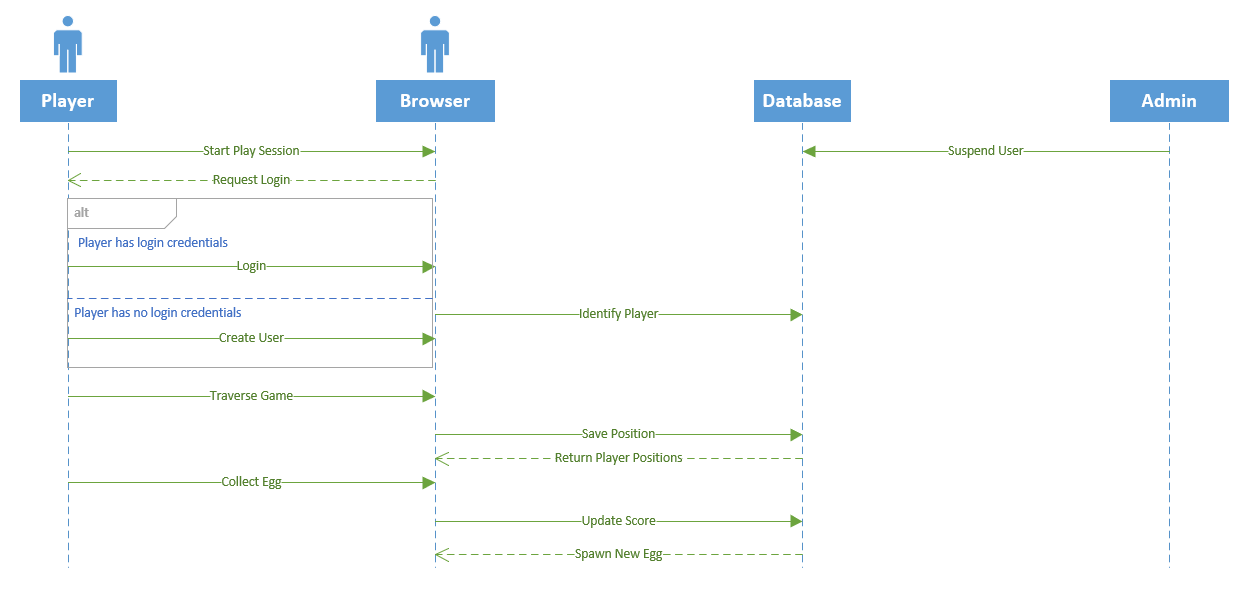 Player
Browser
Database
Admin
Start Play Session
Suspend User
Request Login
alt
Player has login credentials
Login
Player has no login credentials
Identify Player
Create User
Traverse Game
Save Position
Return Player Positions
Collect Egg
Update Score
Spawn New Egg